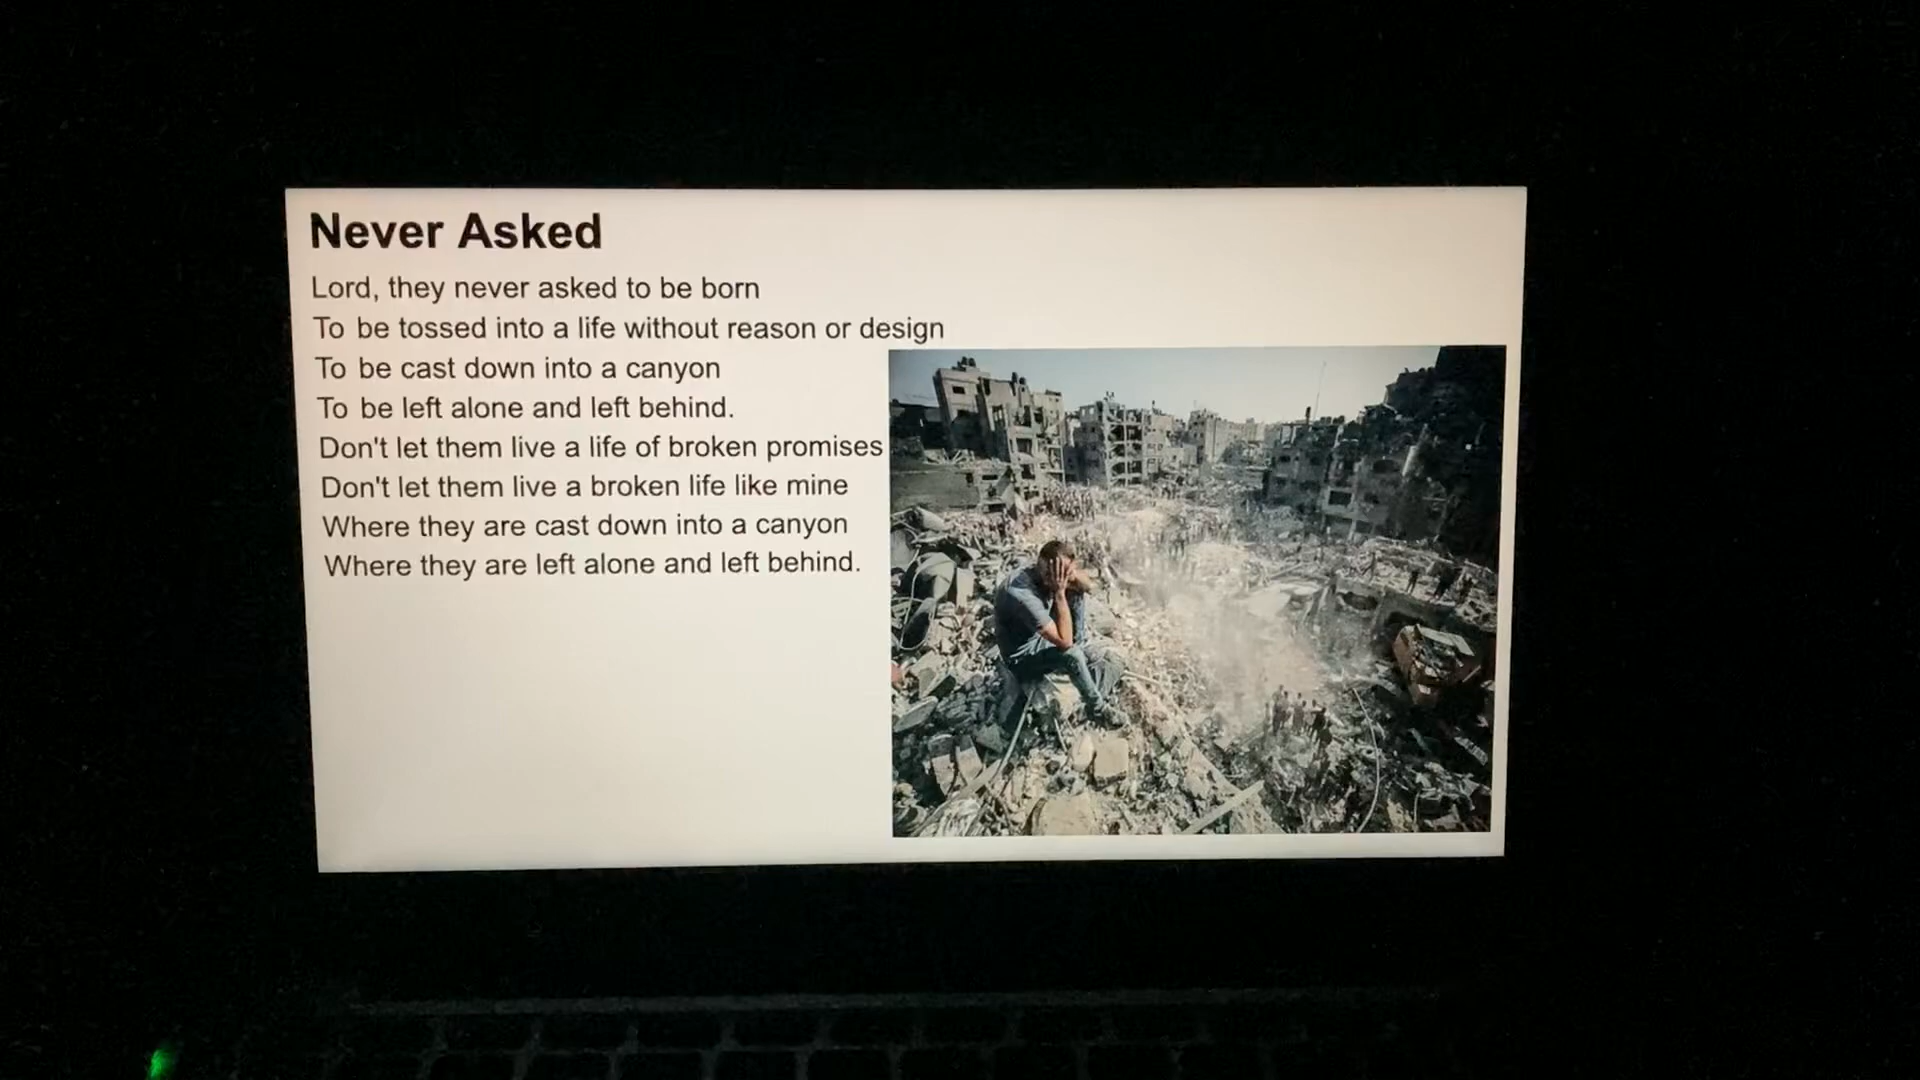 Never Asked
Lord, they never asked to be born
To be tossed into a life without reason or design
To be cast down into a canyon
To be left alone and left behind.
Don't let them live a life of broken promises
Don't let them live a broken life like mine
Where they are cast down into a canyon
Where they are left alone and left behind.